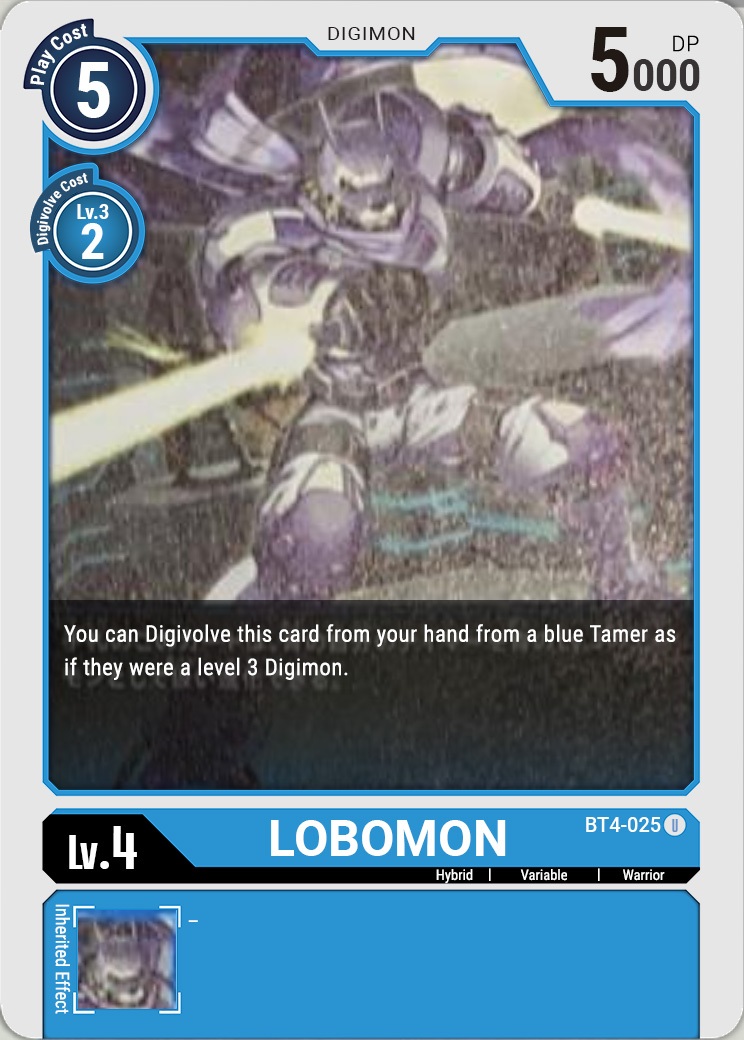 DIGIMON
Play Cost
5
DP
5000
Digivolve Cost
Lv.3
2
You can Digivolve this card from your hand from a blue Tamer as
if they were a level 3 Digimon.
Lv.4
LOBOMON
BT4-025 U
Hybrid | Variable | Warrior
Inherited Effect
–